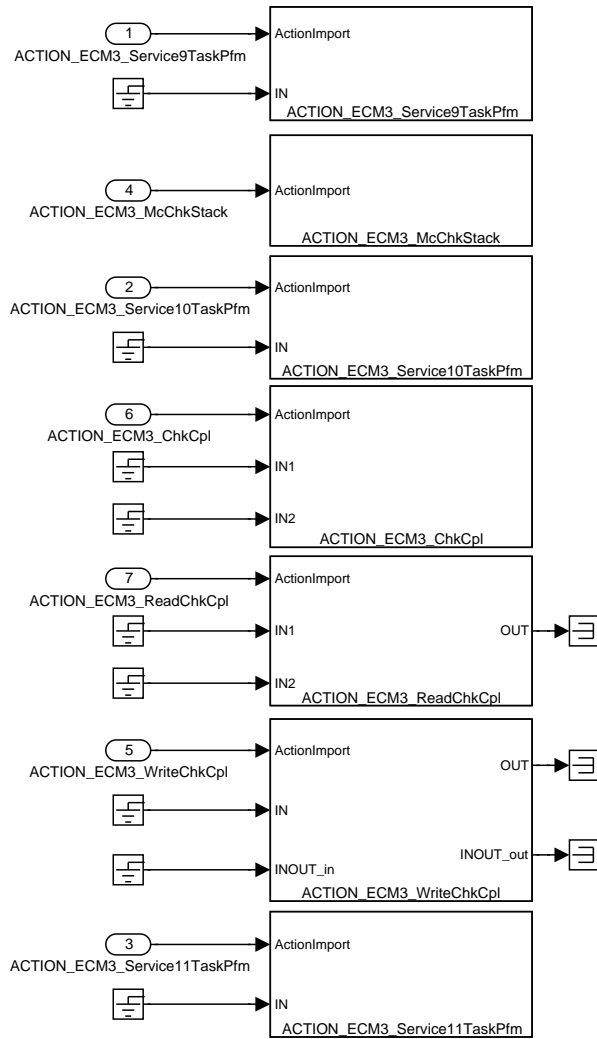 1
ActionImport
ACTION_ECM3_Service9TaskPfm
IN
ACTION_ECM3_Service9TaskPfm
4
ActionImport
ACTION_ECM3_McChkStack
ACTION_ECM3_McChkStack
2
ActionImport
ACTION_ECM3_Service10TaskPfm
IN
ACTION_ECM3_Service10TaskPfm
6
ActionImport
ACTION_ECM3_ChkCpl
IN1
IN2
ACTION_ECM3_ChkCpl
7
ActionImport
ACTION_ECM3_ReadChkCpl
IN1
OUT
IN2
ACTION_ECM3_ReadChkCpl
5
ActionImport
OUT
ACTION_ECM3_WriteChkCpl
IN
INOUT_out
INOUT_in
ACTION_ECM3_WriteChkCpl
3
ActionImport
ACTION_ECM3_Service11TaskPfm
IN
ACTION_ECM3_Service11TaskPfm